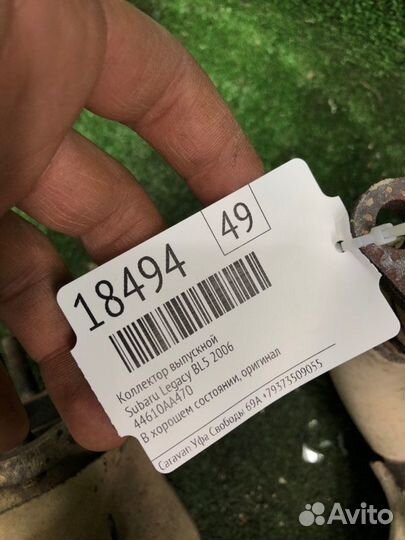 18494
49
Коллектор выпускной
Subaru Legacy BL5 2006
44610AA470
В хорошем состоянии, оригинал
Caravan Уфа Свободы 69А +79373509055
Avito